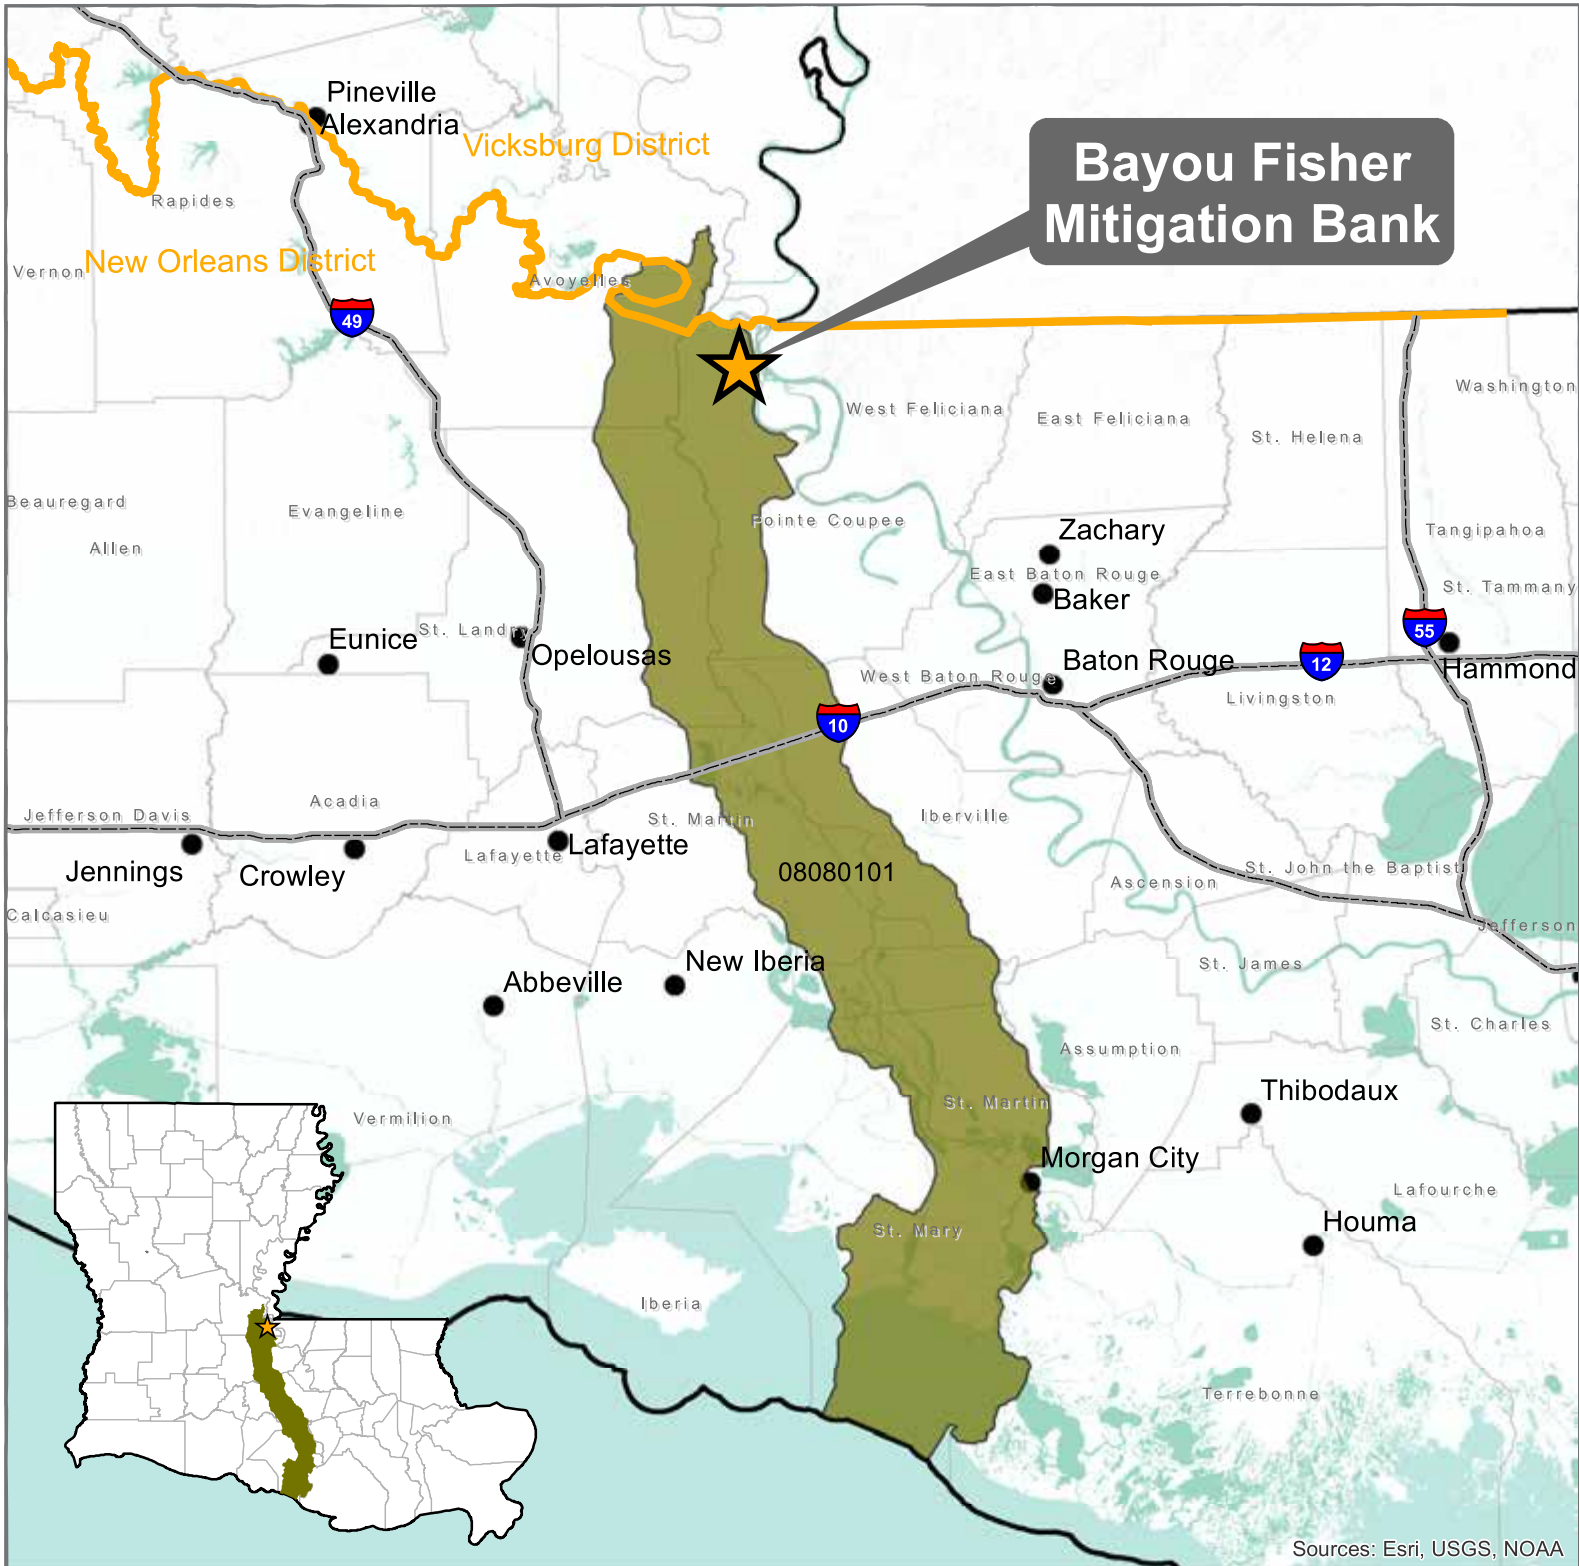 Pineville
Alexandria
Vicksburg District
Bayou Fisher
Mitigation Bank
Rapides
New Orleans District
Vernon
Avoyelles
49
Washington
West Feliciana
East Feliciana
St. Helena
Beauregard
Evangeline
Pointe Coupee
Allen
Zachary
Tangipahoa
East Baton Rouge
St. Tammany
Baker
Eunice
St. Landry
Opelousas
55
Hammond
Baton Rouge
12
West Baton Rouge
Livingston
10
Jefferson Davis
Acadia
St. Martin
Iberville
Lafayette
Lafayette
Jennings
Crowley
08080101
St. John the Baptist
Ascension
Calcasieu
Jefferson
New Iberia
St. James
Abbeville
St. Charles
Assumption
Thibodaux
Vermilion
St. Martin
Morgan City
Lafourche
St. Mary
Houma
Iberia
Terrebonne
Sources: Esri, USGS, NOAA